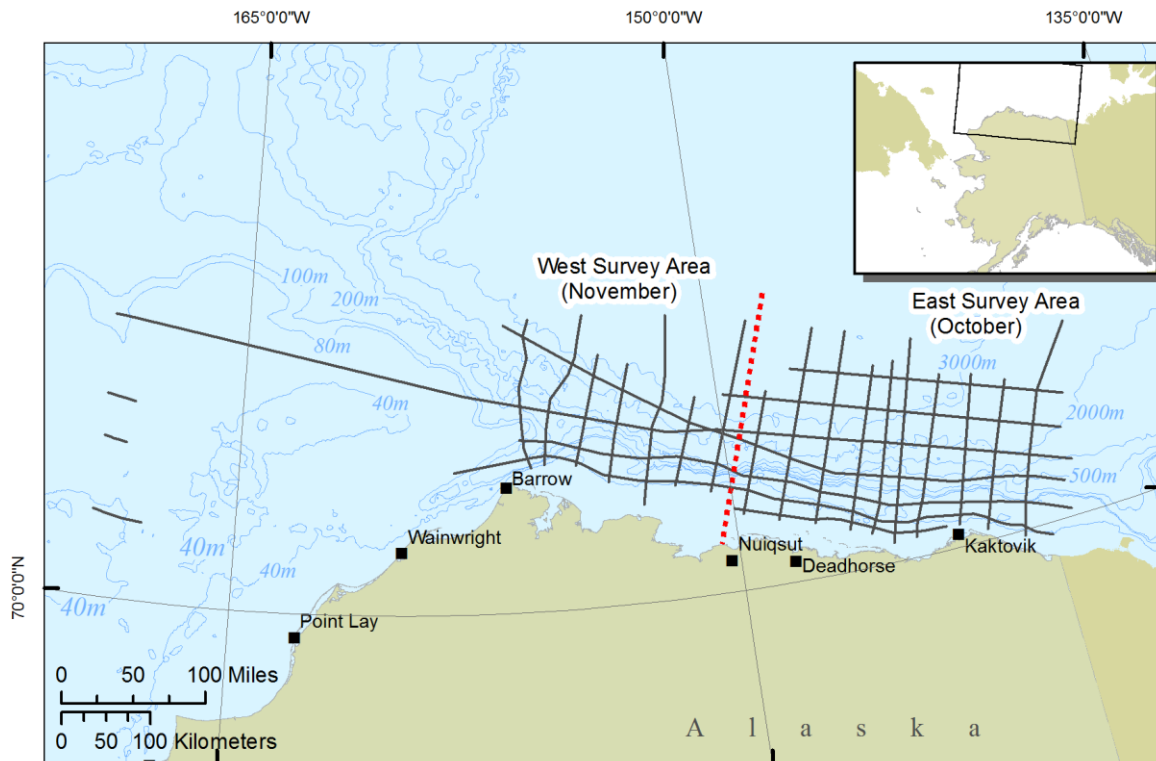 165°0'0"W
150°0'0"W
135°0'0"W
West Survey Area
(November)
East Survey Area
(October)
100m
200m
80m
3000m
40m
2000m
500m
Barrow
Wainwright
Nuiqsut
Kaktovik
40m
Deadhorse
40m
70°0'0"N
40m
Point Lay
0 50 100 Miles
0 50 100 Kilometers
Alaska